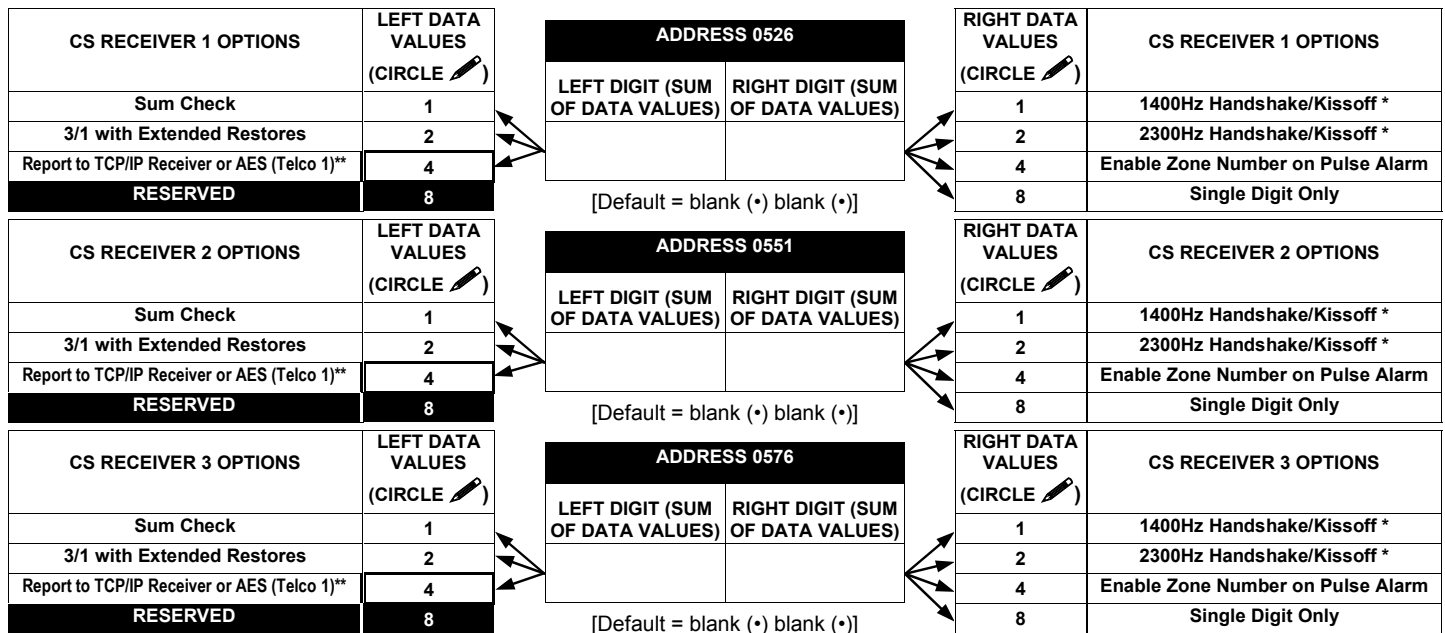 CS RECEIVER 1 OPTIONS
LEFT DATA
VALUES
(CIRCLE )
Sum Check 1
3/1 with Extended Restores 2
Report to TCP/IP Receiver or AES (Telco 1)** 4
RESERVED 8
ADDRESS 0526
LEFT DIGIT (SUM OF DATA VALUES)
RIGHT DIGIT (SUM OF DATA VALUES)
[Default = blank (•) blank (•)]
RIGHT DATA
VALUES
(CIRCLE )
CS RECEIVER 1 OPTIONS
1 1400Hz Handshake/Kissoff *
2 2300Hz Handshake/Kissoff *
4 Enable Zone Number on Pulse Alarm
8 Single Digit Only
CS RECEIVER 2 OPTIONS
LEFT DATA
VALUES
(CIRCLE )
Sum Check 1
3/1 with Extended Restores 2
Report to TCP/IP Receiver or AES (Telco 1)** 4
RESERVED 8
ADDRESS 0551
LEFT DIGIT (SUM OF DATA VALUES)
RIGHT DIGIT (SUM OF DATA VALUES)
[Default = blank (•) blank (•)]
RIGHT DATA
VALUES
(CIRCLE )
CS RECEIVER 2 OPTIONS
1 1400Hz Handshake/Kissoff *
2 2300Hz Handshake/Kissoff *
4 Enable Zone Number on Pulse Alarm
8 Single Digit Only
CS RECEIVER 3 OPTIONS
LEFT DATA
VALUES
(CIRCLE )
Sum Check 1
3/1 with Extended Restores 2
Report to TCP/IP Receiver or AES (Telco 1)** 4
RESERVED 8
ADDRESS 0576
LEFT DIGIT (SUM OF DATA VALUES)
RIGHT DIGIT (SUM OF DATA VALUES)
[Default = blank (•) blank (•)]
RIGHT DATA
VALUES
(CIRCLE )
CS RECEIVER 3 OPTIONS
1 1400Hz Handshake/Kissoff *
2 2300Hz Handshake/Kissoff *
4 Enable Zone Number on Pulse Alarm
8 Single Digit Only